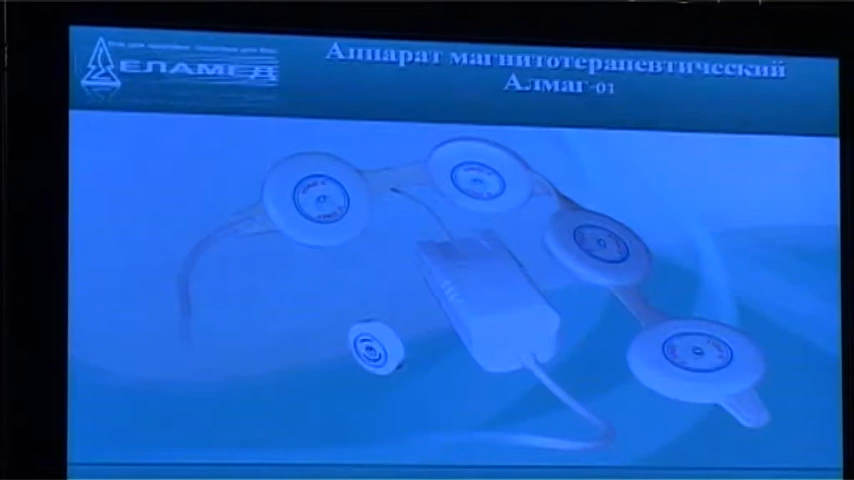 ЕЛАМЕД
Аппарат магнитотерапевтический
Алмаг-01